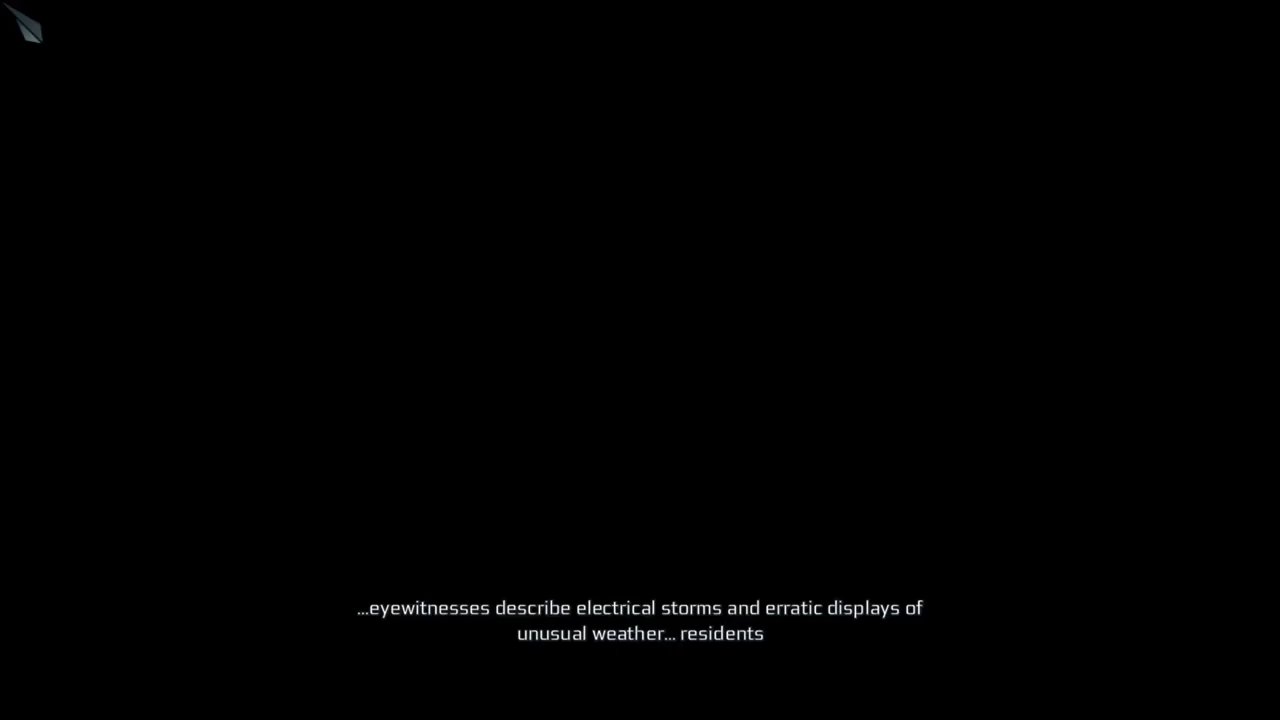 ...eyewitnesses describe electrical storms and erratic displays of
unusual weather... residents